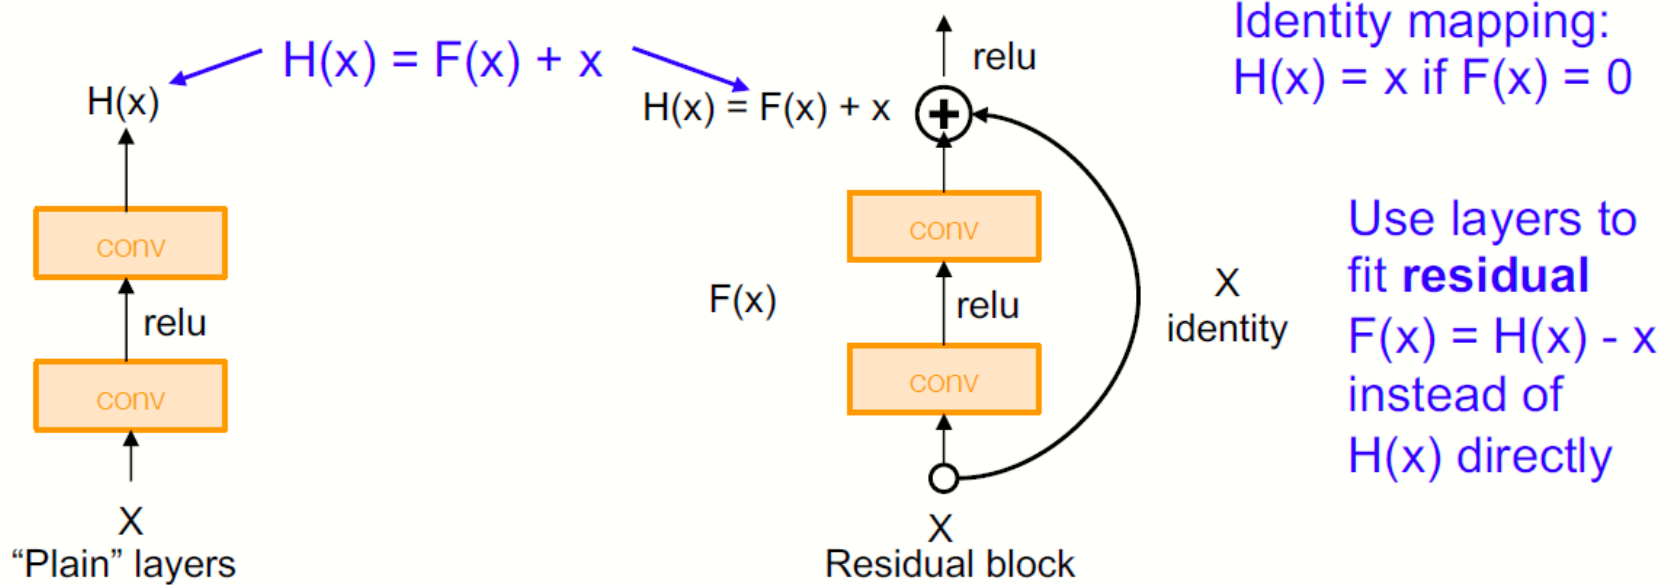 H(x) = F(x) + x
H(x)
conv
relu
conv
X
“Plain” layers
relu
H(x) = F(x) + x
conv
F(x)
relu
conv
X
identity
X
Residual block
Identity mapping:
H(x) = x if F(x) = 0
Use layers to
fit residual
F(x) = H(x) - x
instead of
H(x) directly